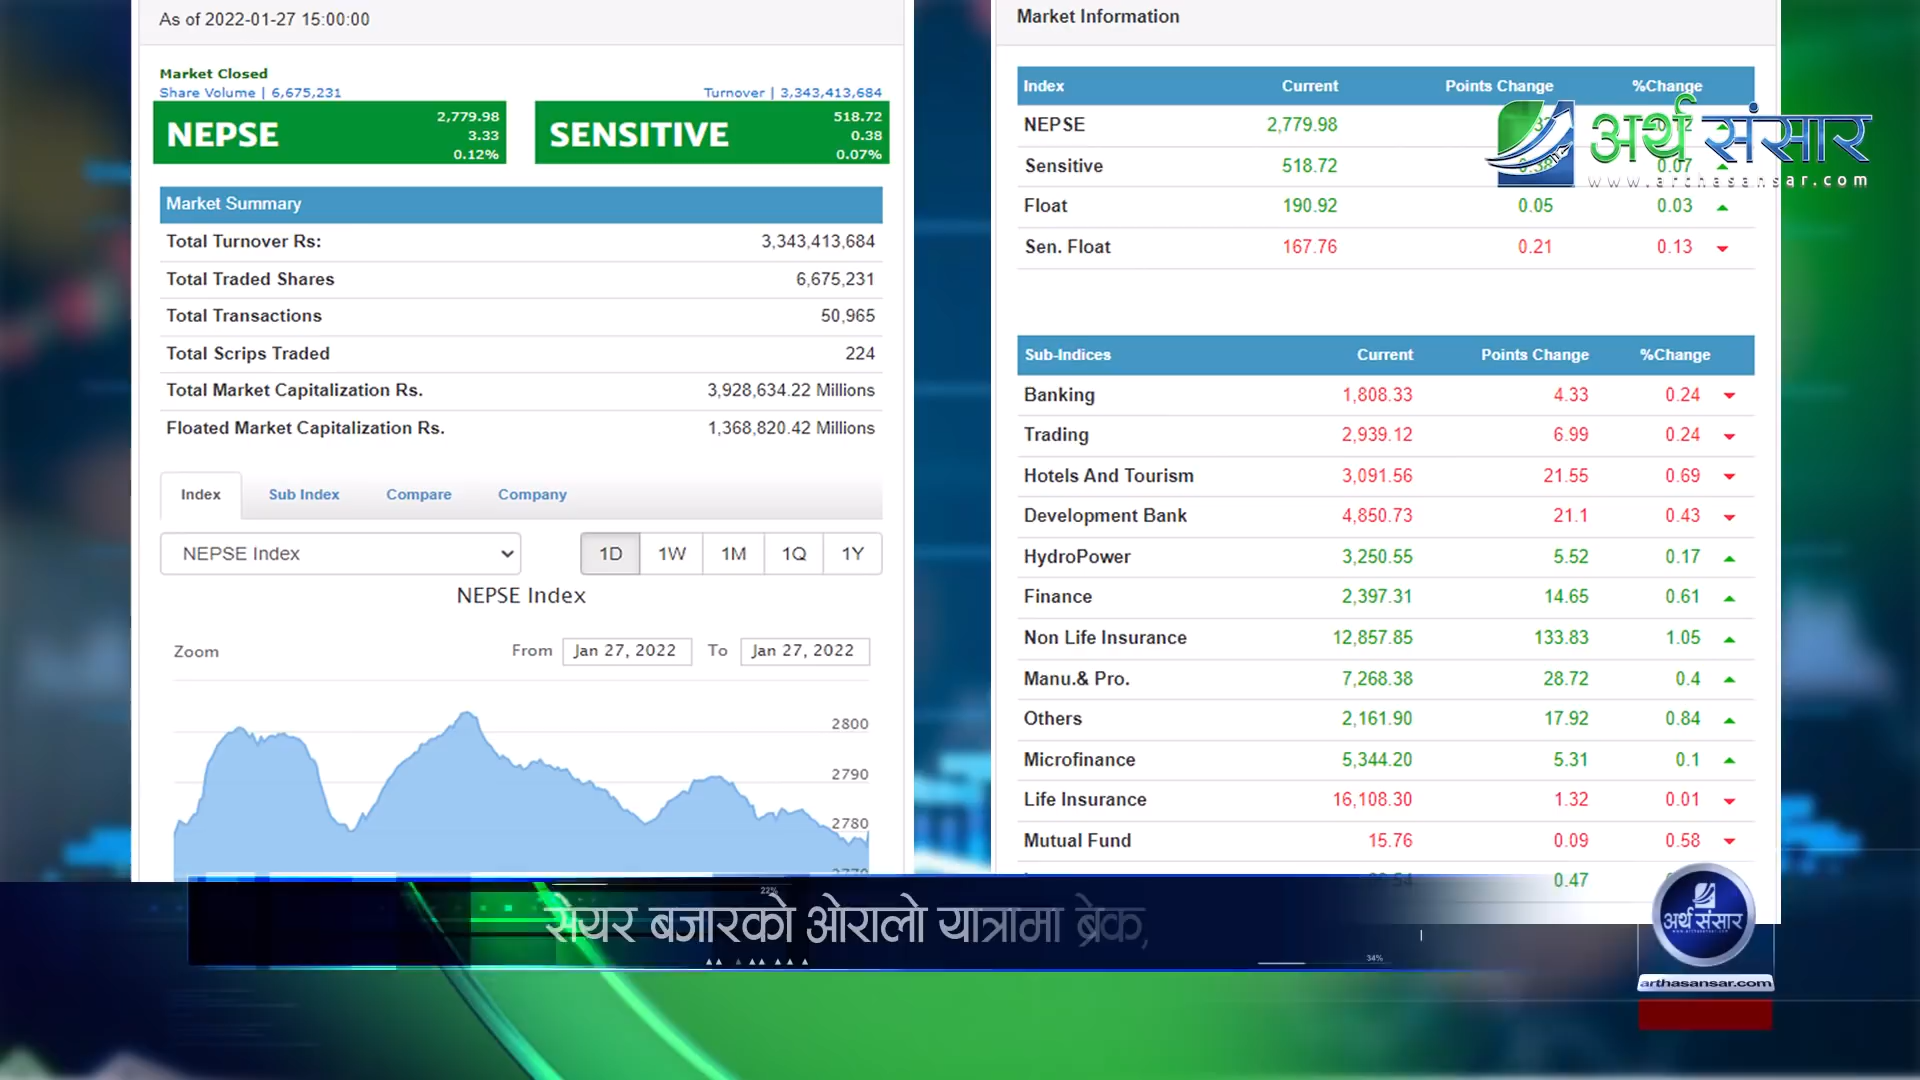 As of 2022-01-27 15:00:00
Market Closed
Share Volume | 6,675,231
Turnover | 3,343,413,684
NEPSE
2,779.98
3.33
0.12%
SENSITIVE
518.72
0.38
0.07%
Market Summary
Total Turnover Rs: 3,343,413,684
Total Traded Shares 6,675,231
Total Transactions 50,965
Total Scrips Traded 224
Total Market Capitalization Rs. 3,928,634.22 Millions
Floated Market Capitalization Rs. 1,368,820.42 Millions
Index Sub Index Compare Company
NEPSE Index 1D 1W 1M 1Q 1Y
NEPSE Index
Zoom From Jan 27, 2022 To Jan 27, 2022
2800
2790
2780
Market Information
Index Current Points Change %Change
NEPSE 2,779.98
Sensitive 518.72 0.38 0.07
Float 190.92 0.05 0.03
Sen. Float 167.76 0.21 0.13
अर्थ संसार
www.arthasansar.com
Sub-Indices Current Points Change %Change
Banking 1,808.33 4.33 0.24
Trading 2,939.12 6.99 0.24
Hotels And Tourism 3,091.56 21.55 0.69
Development Bank 4,850.73 21.1 0.43
HydroPower 3,250.55 5.52 0.17
Finance 2,397.31 14.65 0.61
Non Life Insurance 12,857.85 133.83 1.05
Manu.& Pro. 7,268.38 28.72 0.4
Others 2,161.90 17.92 0.84
Microfinance 5,344.20 5.31 0.1
Life Insurance 16,108.30 1.32 0.01
Mutual Fund 15.76 0.09 0.58
0.47
22%
सेयर बजारको ओरालो यात्रामा ब्रेक,
34%
अर्थ संसार
arthasansar.com